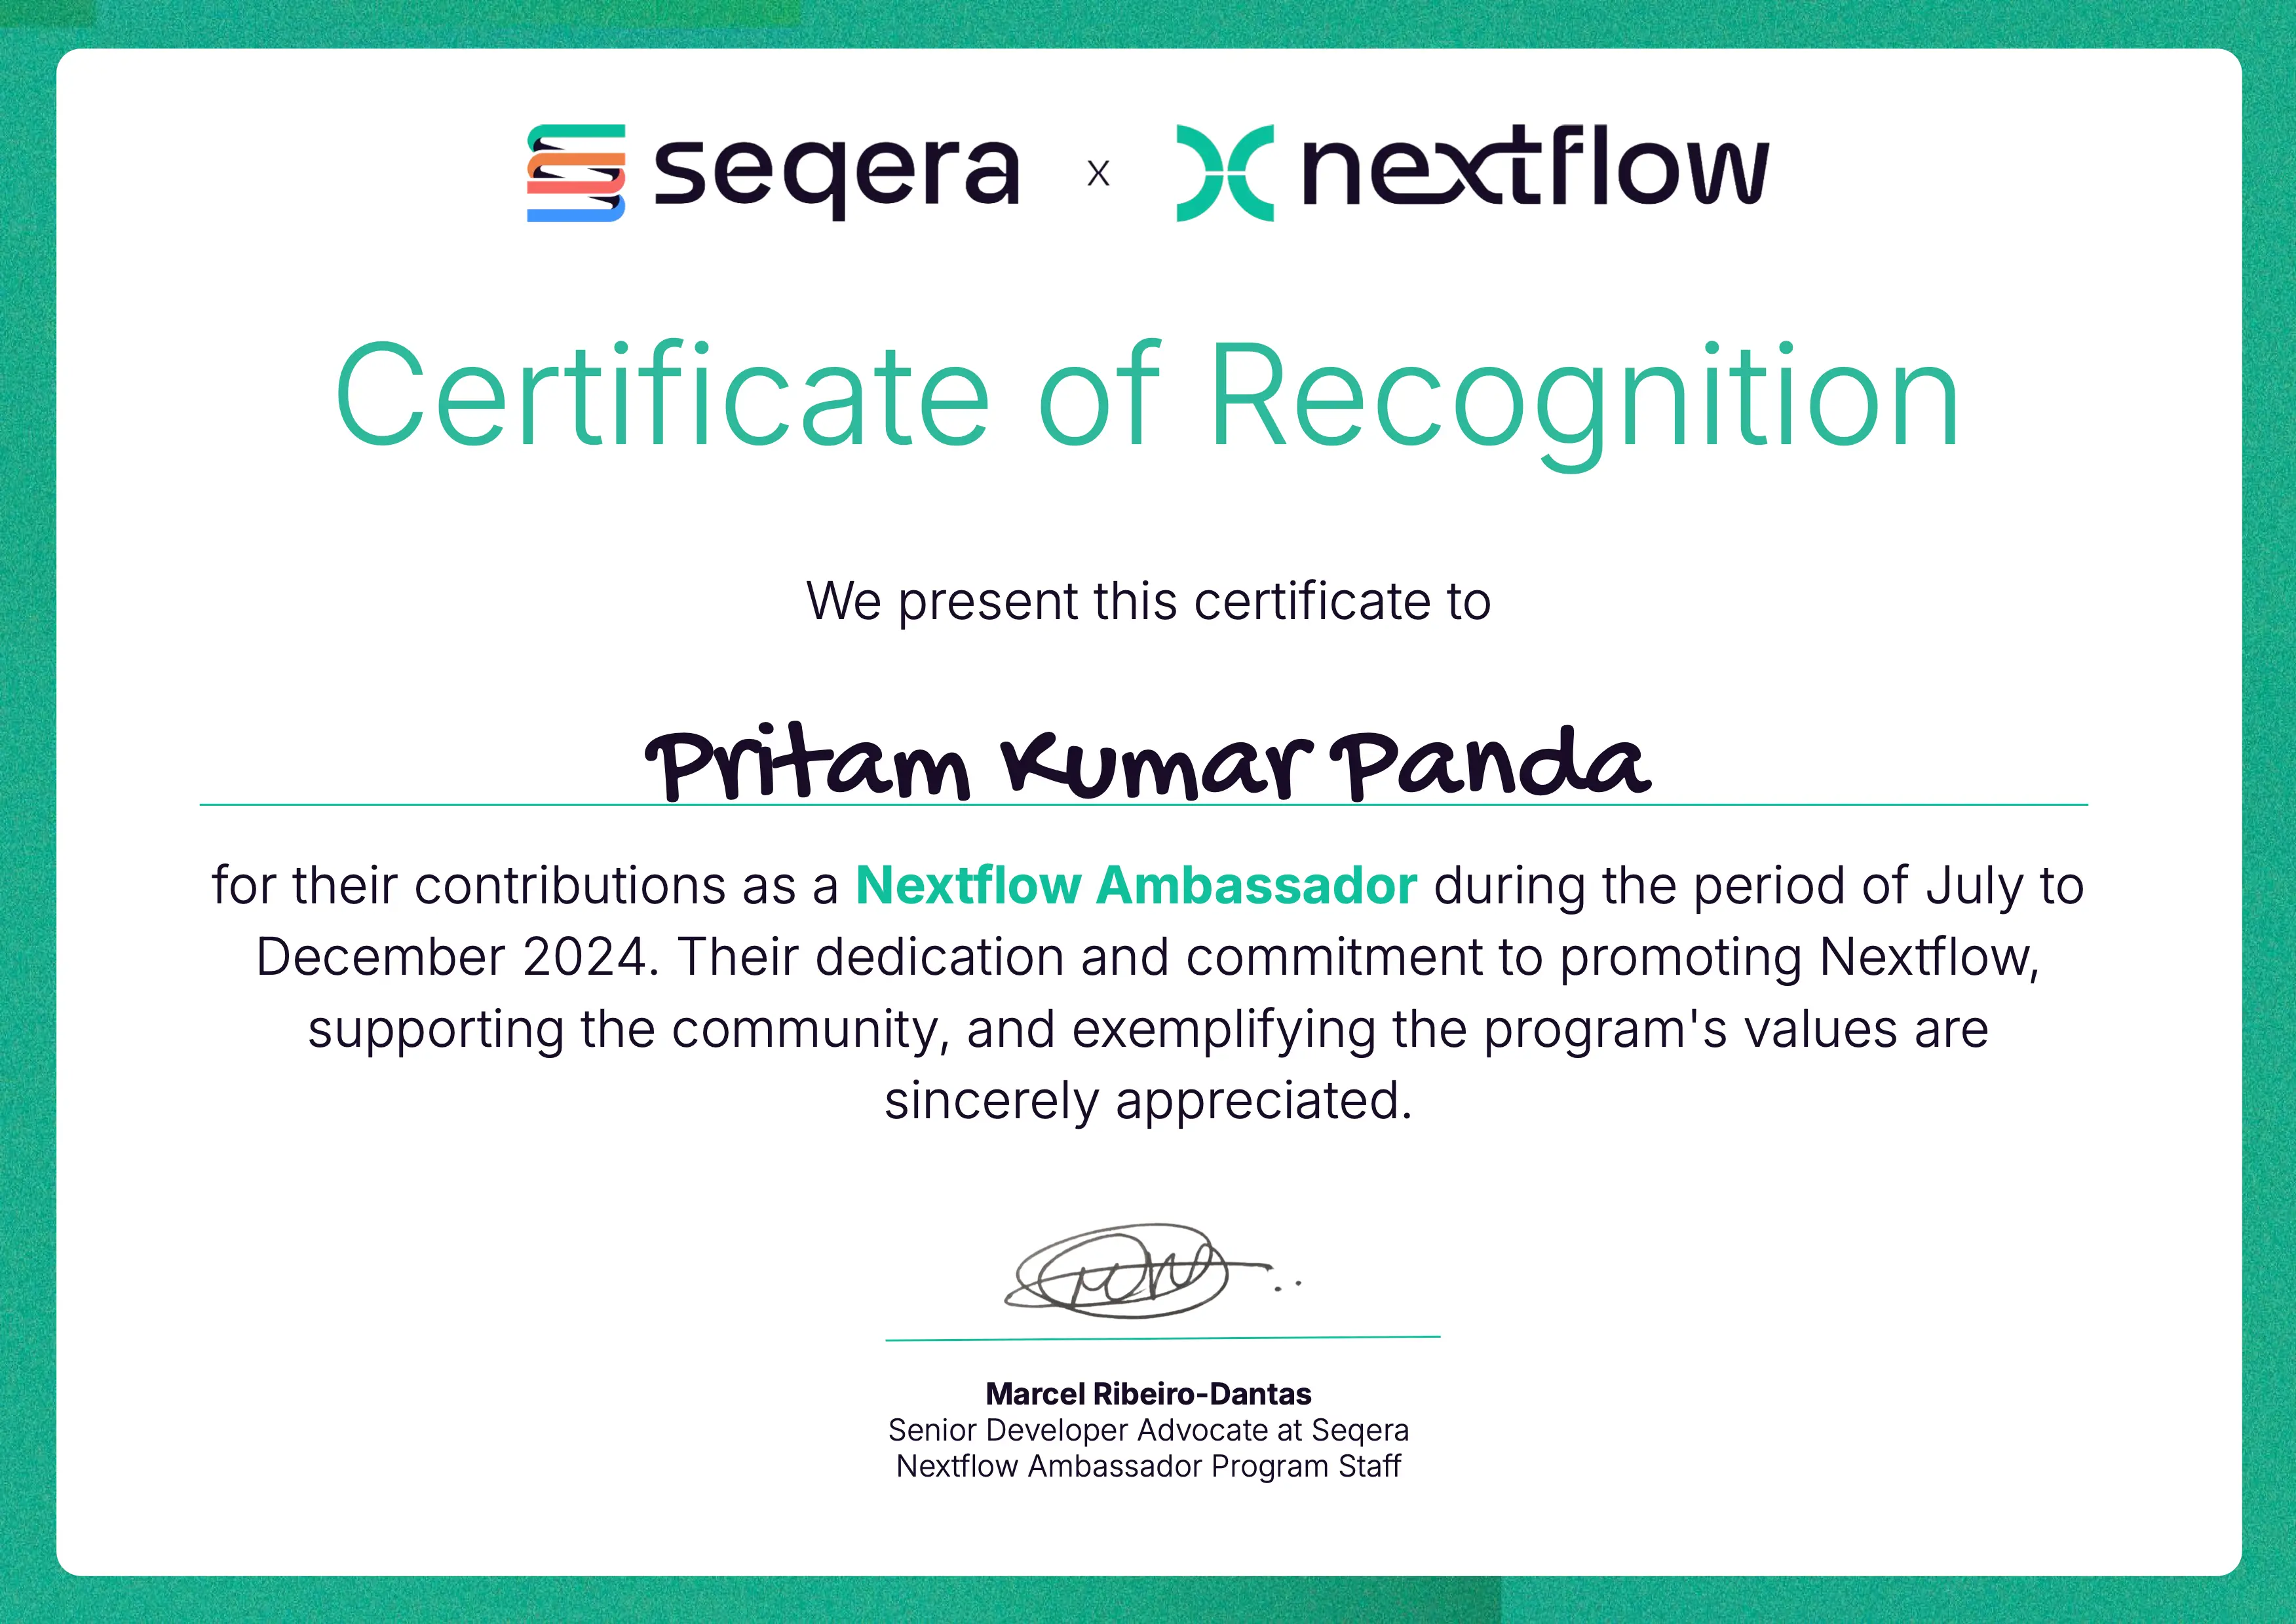 seqera x nextflow
Certificate of Recognition
We present this certificate to
Pritam Kumar Panda
for their contributions as a Nextflow Ambassador during the period of July to
December 2024. Their dedication and commitment to promoting Nextflow,
supporting the community, and exemplifying the program's values are
sincerely appreciated.
Marcel Ribeiro-Dantas
Senior Developer Advocate at Seqera
Nextflow Ambassador Program Staff